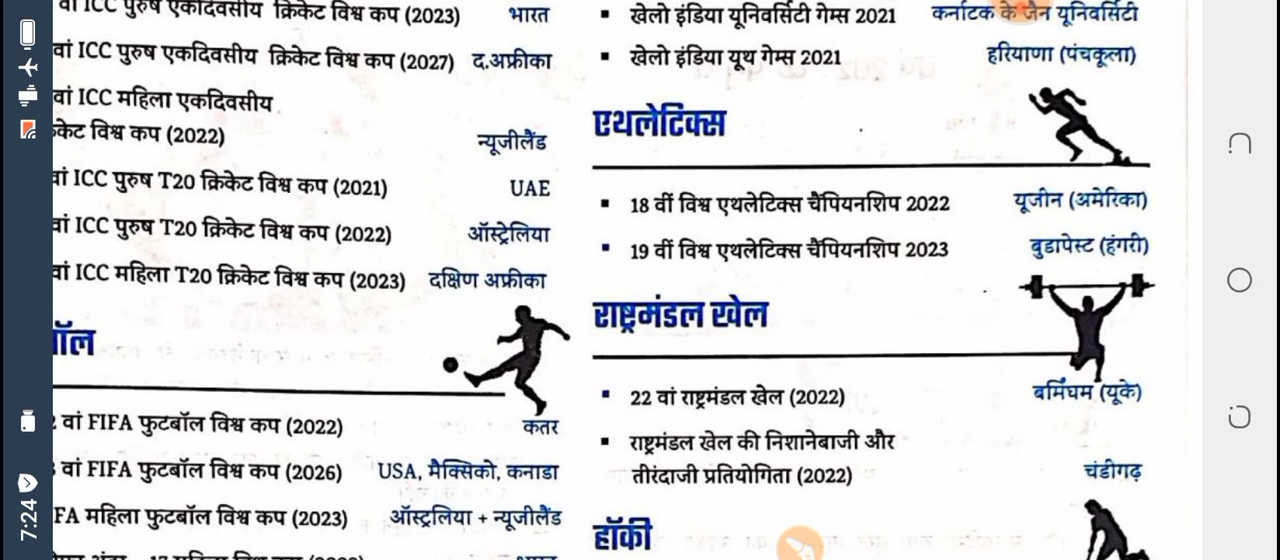 वां ICC पुरुष एकदिवसीय क्रिकेट विश्व कप (2023) भारत
वां ICC पुरुष एकदिवसीय क्रिकेट विश्व कप (2027) द.अफ्रीका
वां ICC महिला एकदिवसीय
केट विश्व कप (2022) न्यूजीलैंड
वां ICC पुरुष T20 क्रिकेट विश्व कप (2021) UAE
वां ICC पुरुष T20 क्रिकेट विश्व कप (2022) ऑस्ट्रेलिया
वां ICC महिला T20 क्रिकेट विश्व कप (2023) दक्षिण अफ्रीका
बॉल
वां FIFA फुटबॉल विश्व कप (2022) कतर
वां FIFA फुटबॉल विश्व कप (2026) USA, मैक्सिको, कनाडा
FA महिला फुटबॉल विश्व कप (2023) ऑस्ट्रलिया + न्यूजीलैंड
खेलो इंडिया यूनिवर्सिटी गेम्स 2021 कर्नाटक के जैन यूनिवर्सिटी
खेलो इंडिया यूथ गेम्स 2021 हरियाणा (पंचकूला)
एथलेटिक्स
18 वीं विश्व एथलेटिक्स चैंपियनशिप 2022 यूजीन (अमेरिका)
19 वीं विश्व एथलेटिक्स चैंपियनशिप 2023 बुडापेस्ट (हंगरी)
राष्ट्रमंडल खेल
22 वां राष्ट्रमंडल खेल (2022) बर्मिंघम (यूके)
राष्ट्रमंडल खेल की निशानेबाजी और
तीरंदाजी प्रतियोगिता (2022) चंडीगढ़
हॉकी
7:24